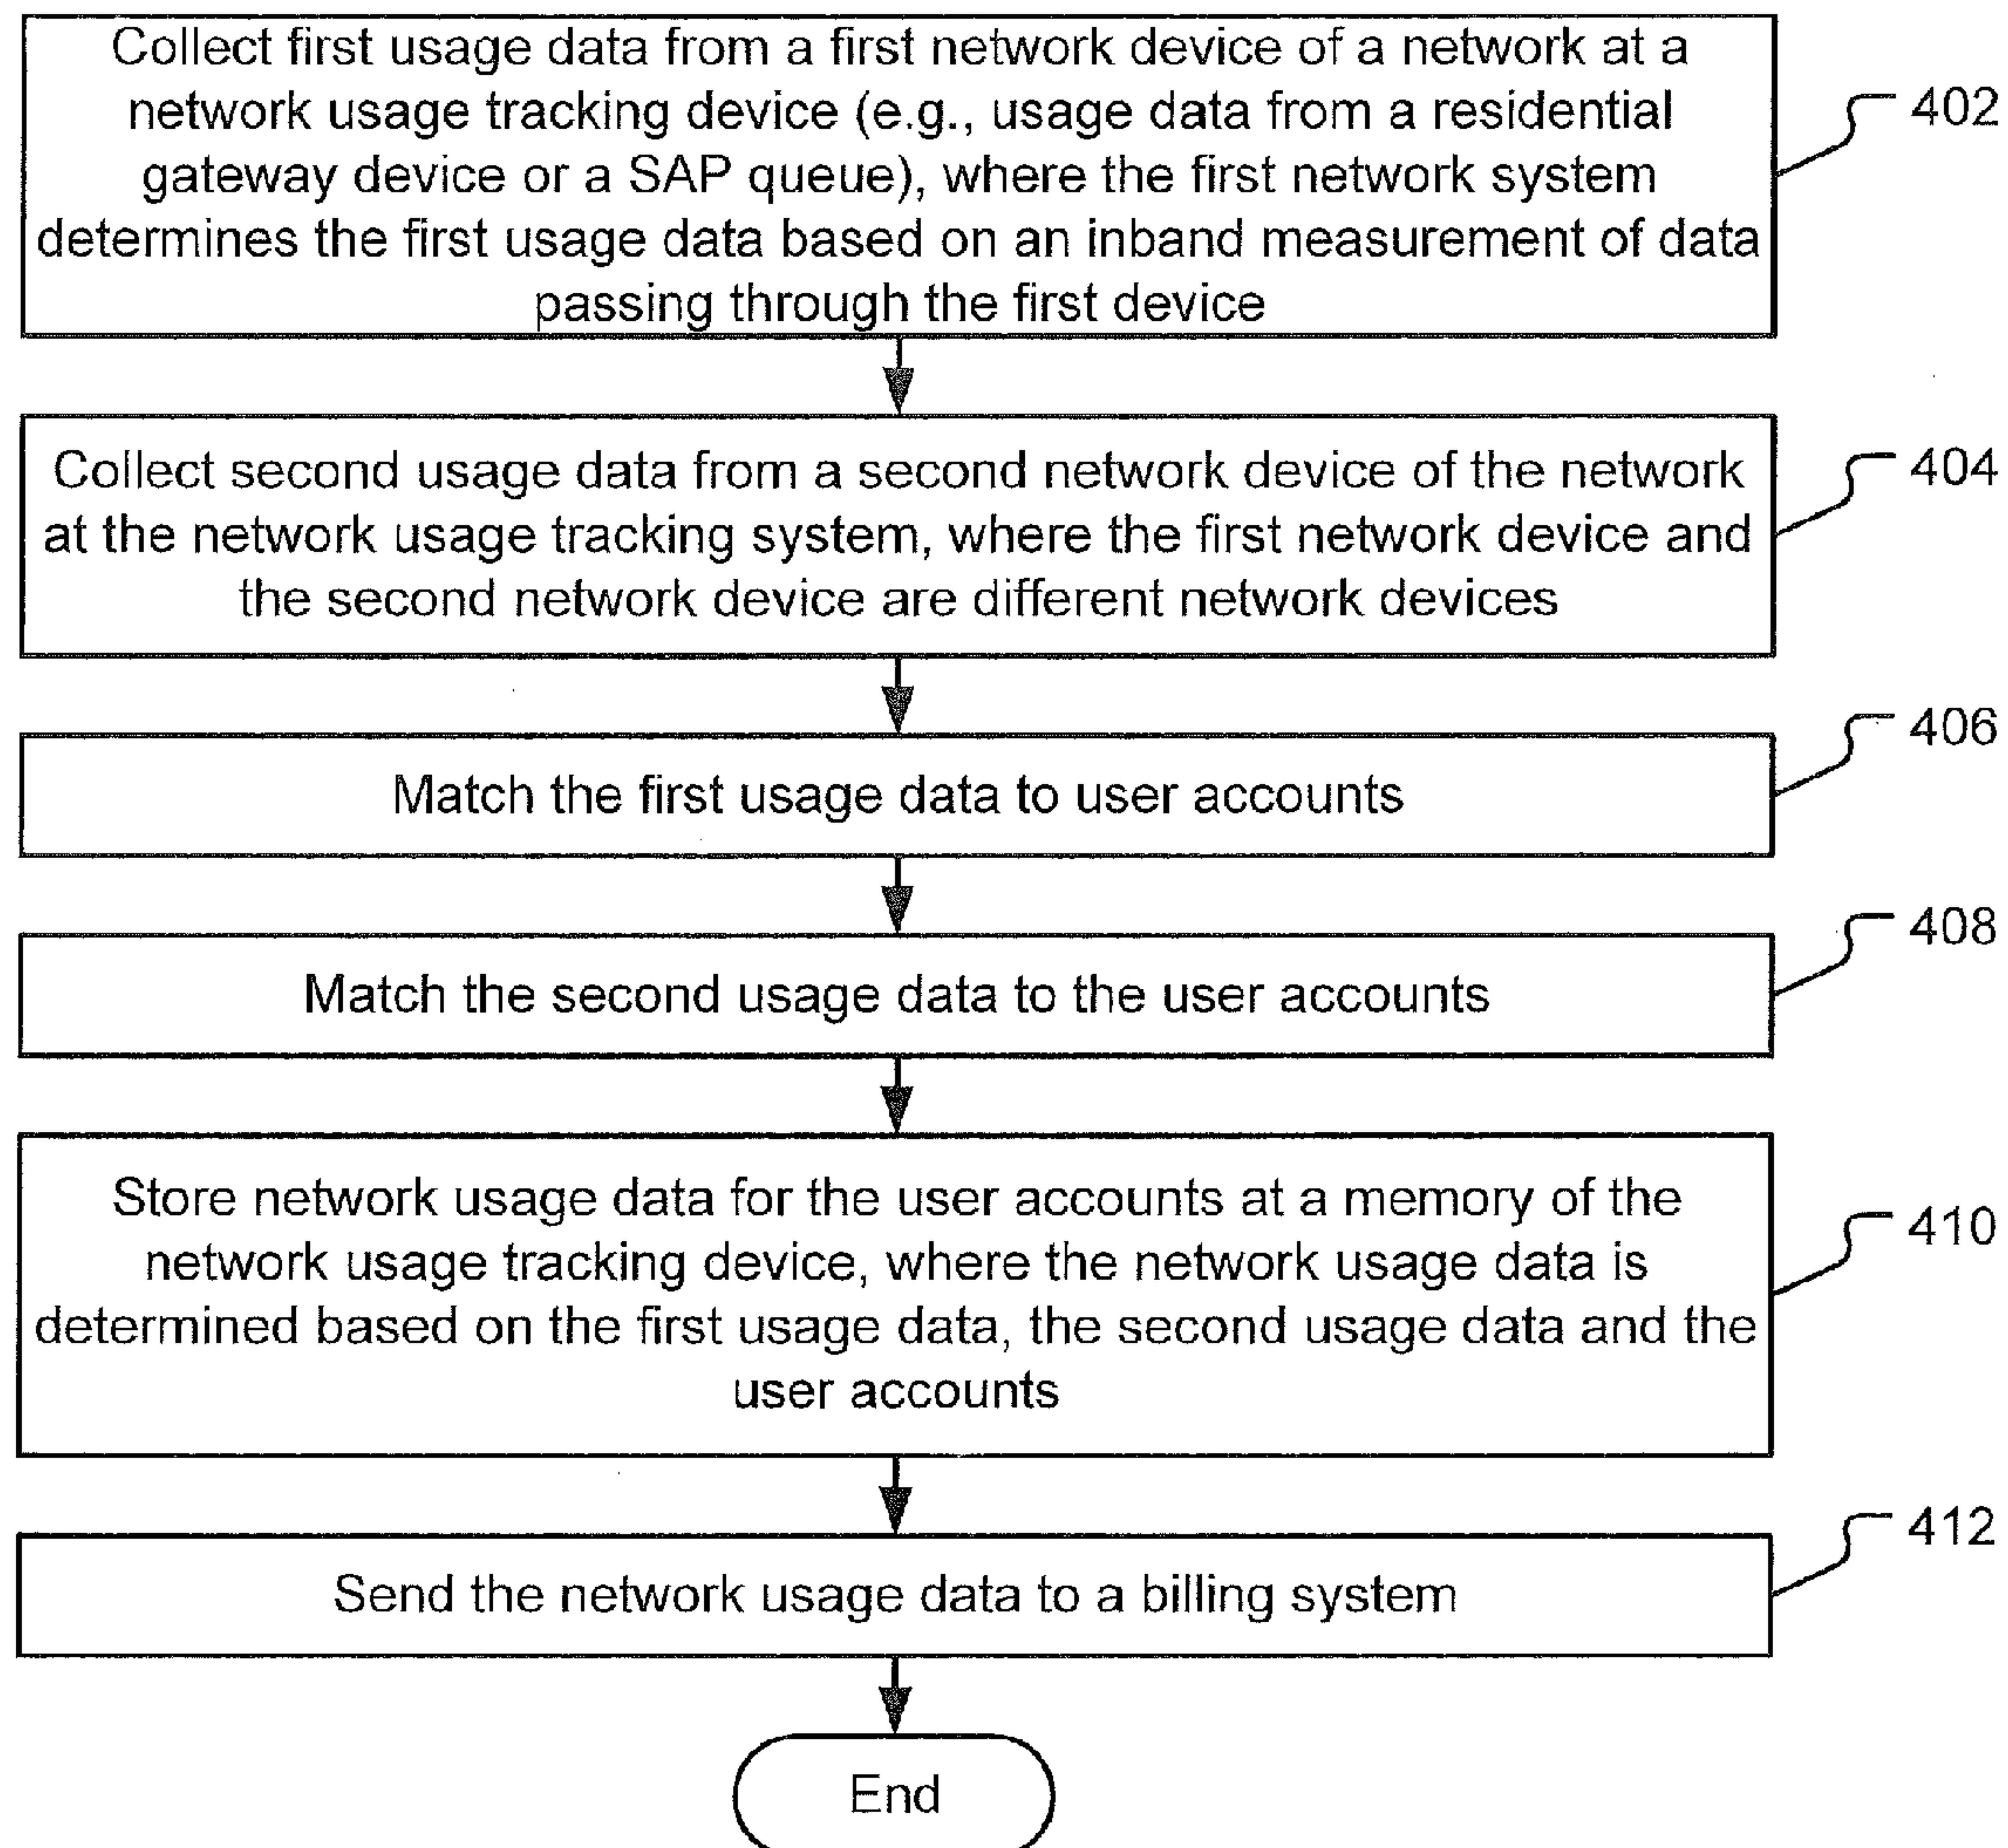 Collect first usage data from a first network device of a network at a
network usage tracking device (e.g., usage data from a residential
gateway device or a SAP queue), where the first network system
determines the first usage data based on an inband measurement of data
passing through the first device
402
Collect second usage data from a second network device of the network
at the network usage tracking system, where the first network device and
the second network device are different network devices
404
Match the first usage data to user accounts
406
Match the second usage data to the user accounts
408
Store network usage data for the user accounts at a memory of the
network usage tracking device, where the network usage data is
determined based on the first usage data, the second usage data and the
user accounts
410
Send the network usage data to a billing system
412
End